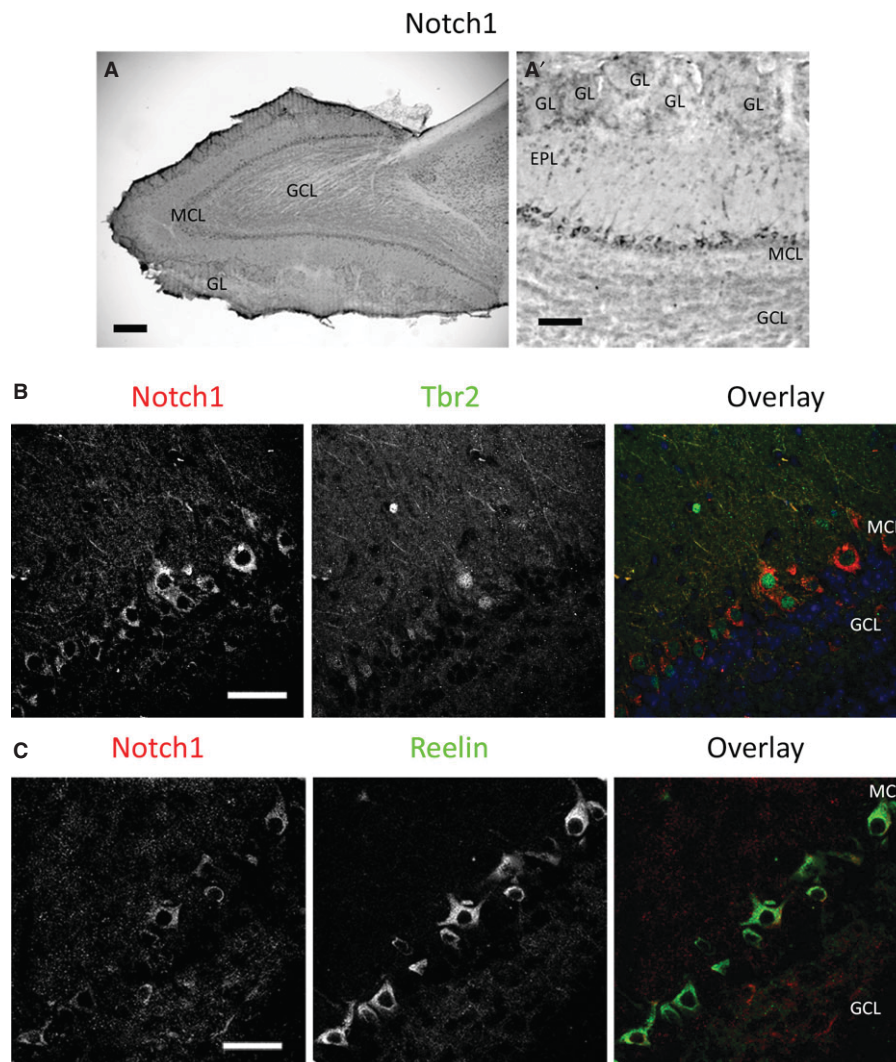 Notch1
A
GCL
MCL
GL
A′
GL
GL
GL
GL
GL
EPL
MCL
GCL
B
Notch1
Tbr2
Overlay
MCL
GCL
C
Notch1
Reelin
Overlay
MC
GCL